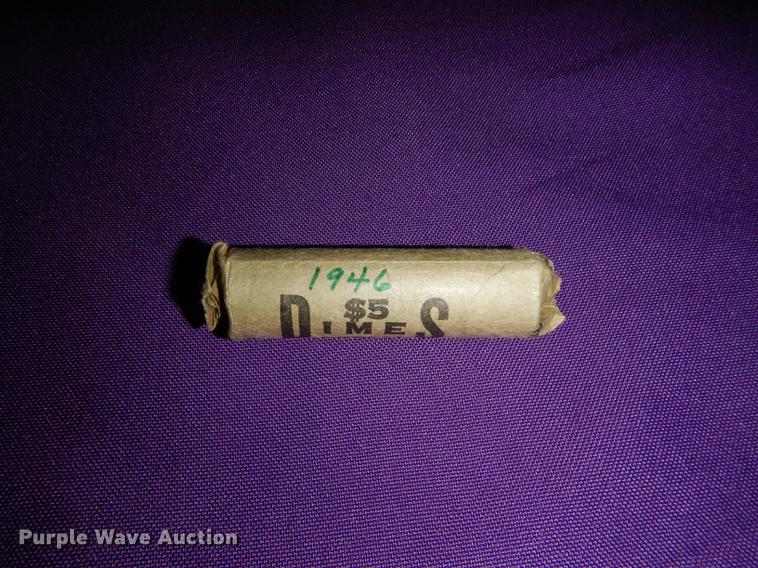 1946
$5
DIMES
Purple Wave Auction